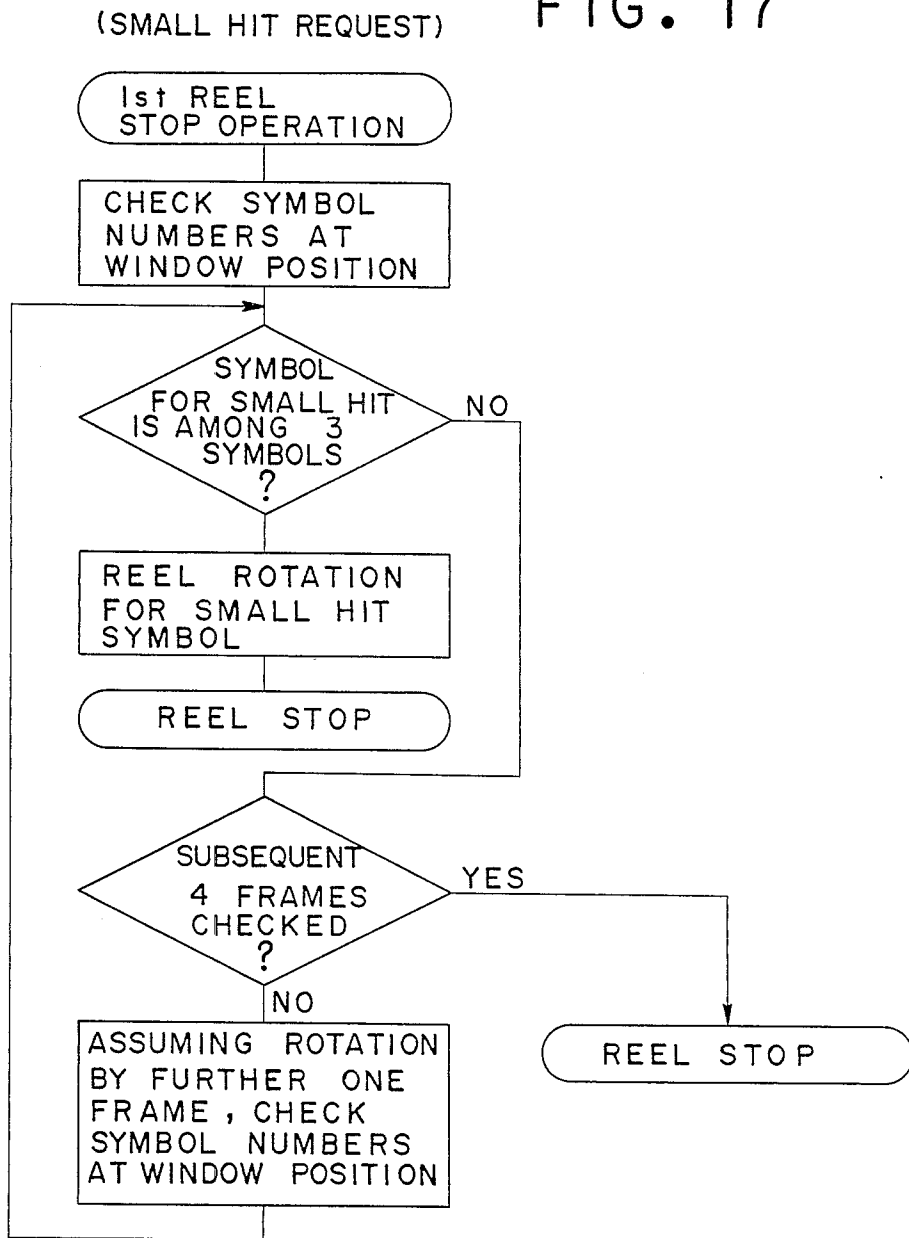 (SMALL HIT REQUEST)
FIG. 17
1st REEL
STOP OPERATION
CHECK SYMBOL
NUMBERS AT
WINDOW POSITION
SYMBOL
FOR SMALL HIT
IS AMONG 3
SYMBOLS
?
NO
REEL ROTATION
FOR SMALL HIT
SYMBOL
REEL STOP
SUBSEQUENT
4 FRAMES
CHECKED
?
YES
NO
ASSUMING ROTATION
BY FURTHER ONE
FRAME, CHECK
SYMBOL NUMBERS
AT WINDOW POSITION
REEL STOP